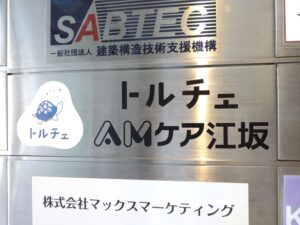 SABTEC
一般社団法人 建築構造技術支援機構
トルチェ
トルチェ
AMケア江坂
株式会社マックスマーケティング
K